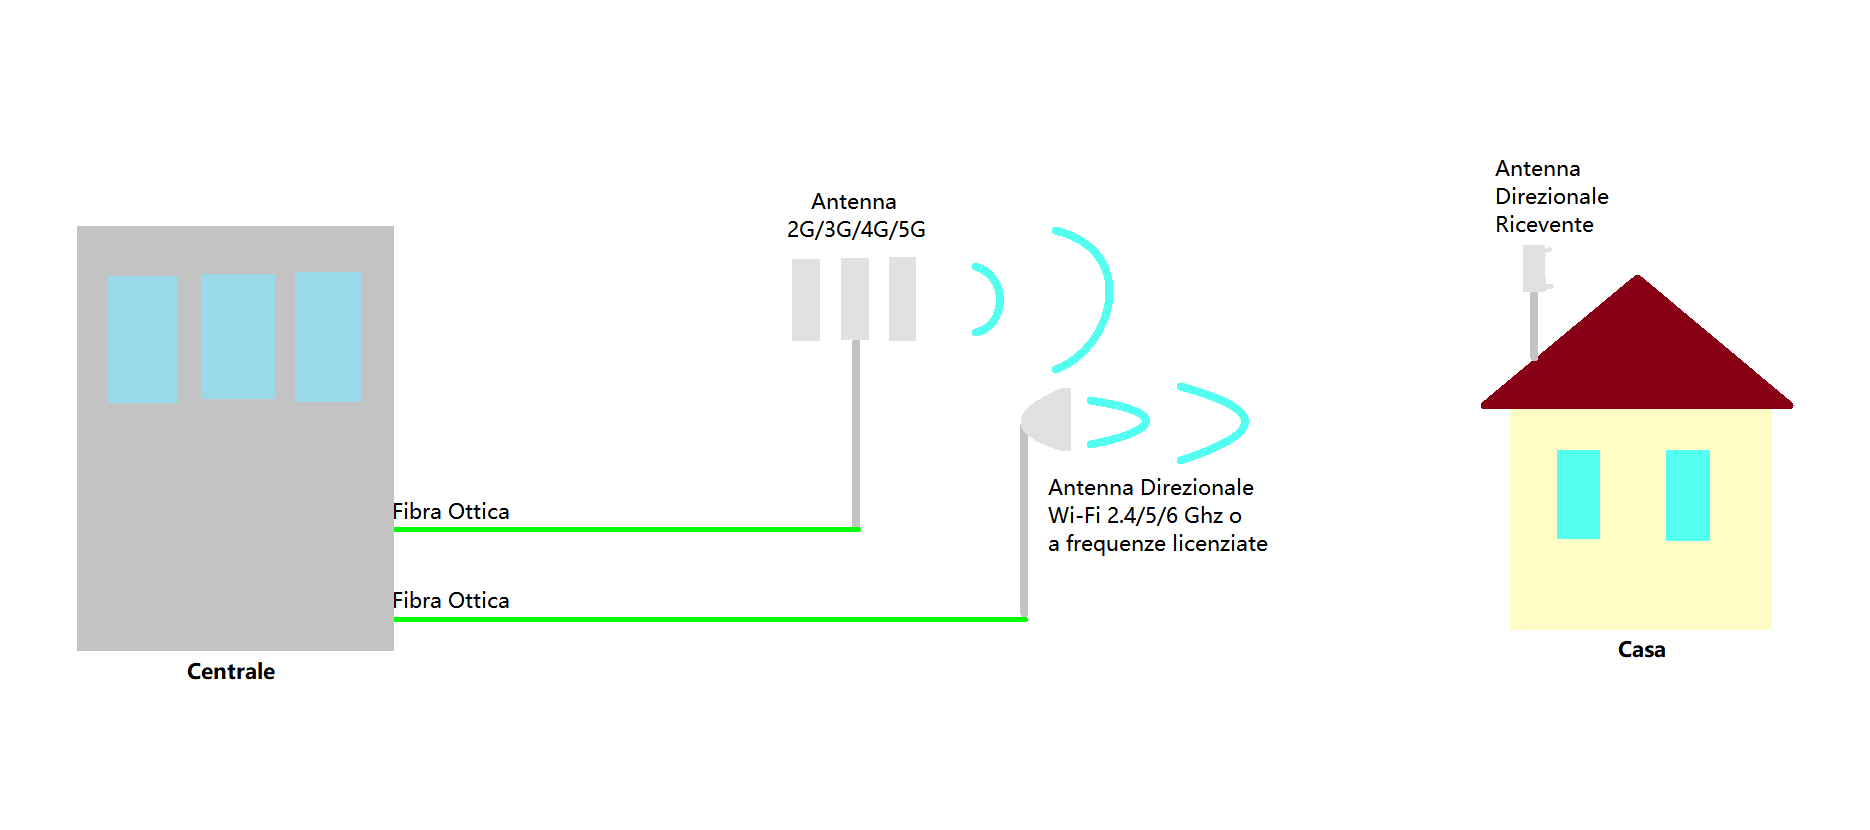 Antenna
2G/3G/4G/5G
Antenna
Direzionale
Ricevente
Fibra Ottica
Antenna Direzionale
Wi-Fi 2.4/5/6 Ghz o
a frequenze licenziate
Fibra Ottica
Centrale
Casa